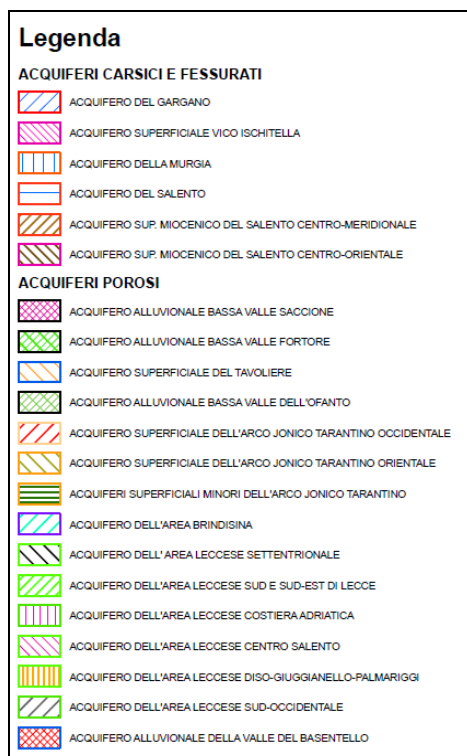 Legenda
ACQUIFERI CARSICI E FESSURATI
ACQUIFERO DEL GARGANO
ACQUIFERO SUPERFICIALE VICO ISCHITELLA
ACQUIFERO DELLA MURGIA
ACQUIFERO DEL SALENTO
ACQUIFERO SUP. MIOCENICO DEL SALENTO CENTRO-MERIDIONALE
ACQUIFERO SUP. MIOCENICO DEL SALENTO CENTRO-ORIENTALE
ACQUIFERI POROSI
ACQUIFERO ALLUVIONALE BASSA VALLE SACCIONE
ACQUIFERO ALLUVIONALE BASSA VALLE FORTORE
ACQUIFERO SUPERFICIALE DEL TAVOLIERE
ACQUIFERO ALLUVIONALE BASSA VALLE DELL'OFANTO
ACQUIFERO SUPERFICIALE DELL'ARCO JONICO TARANTINO OCCIDENTALE
ACQUIFERO SUPERFICIALE DELL'ARCO JONICO TARANTINO ORIENTALE
ACQUIFERI SUPERFICIALI MINORI DELL'ARCO JONICO TARANTINO
ACQUIFERO DELL'AREA BRINDISINA
ACQUIFERO DELL' AREA LECCESE SETTENTRIONALE
ACQUIFERO DELL'AREA LECCESE SUD E SUD-EST DI LECCE
ACQUIFERO DELL'AREA LECCESE COSTIERA ADRIATICA
ACQUIFERO DELL'AREA LECCESE CENTRO SALENTO
ACQUIFERO DELL'AREA LECCESE DISO-GIUGGIANELLO-PALMARIGGI
ACQUIFERO DELL'AREA LECCESE SUD-OCCIDENTALE
ACQUIFERO ALLUVIONALE DELLA VALLE DEL BASENTELLO